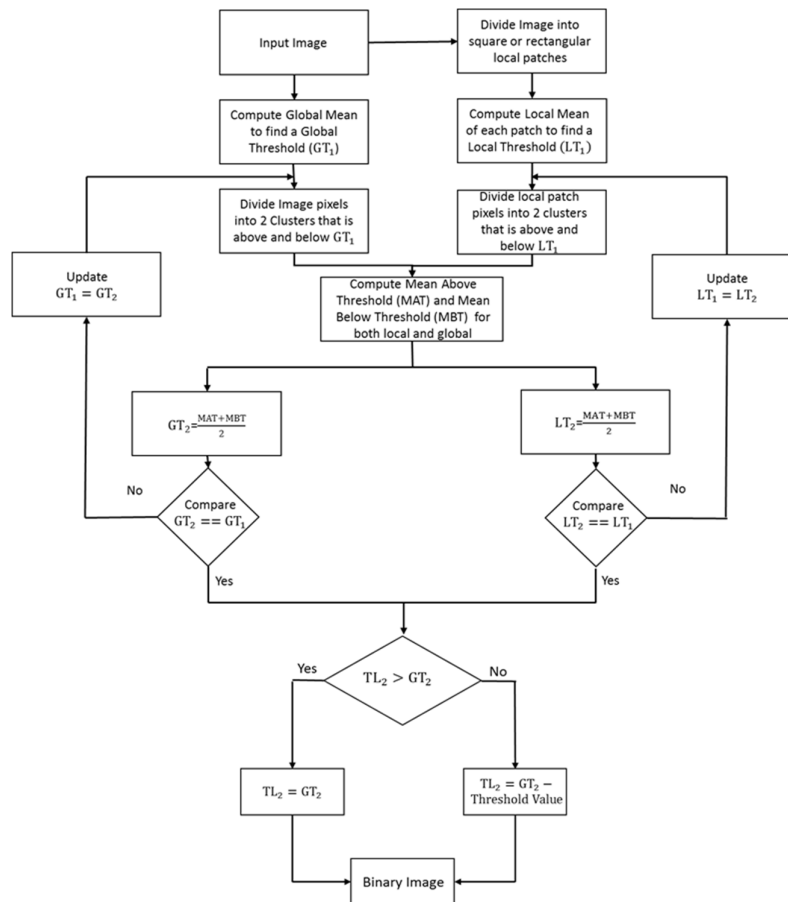 Input Image
Divide Image into
square or rectangular
local patches
Compute Global Mean
to find a Global
Threshold (GT₁)
Compute Local Mean
of each patch to find a
Local Threshold (LT₁)
Divide Image pixels
into 2 Clusters that is
above and below GT₁
Divide local patch
pixels into 2 clusters
that is above and
below LT₁
Update
GT₁ = GT₂
Compute Mean Above
Threshold (MAT) and Mean
Below Threshold (MBT) for
both local and global
Update
LT₁ = LT₂
GT₂=MAT+MBT/2
LT₂=MAT+MBT/2
No
Compare
GT₂ == GT₁
Compare
LT₂ == LT₁
No
Yes
Yes
Yes
TL₂ > GT₂
No
TL₂ = GT₂
TL₂ = GT₂ −
Threshold Value
Binary Image